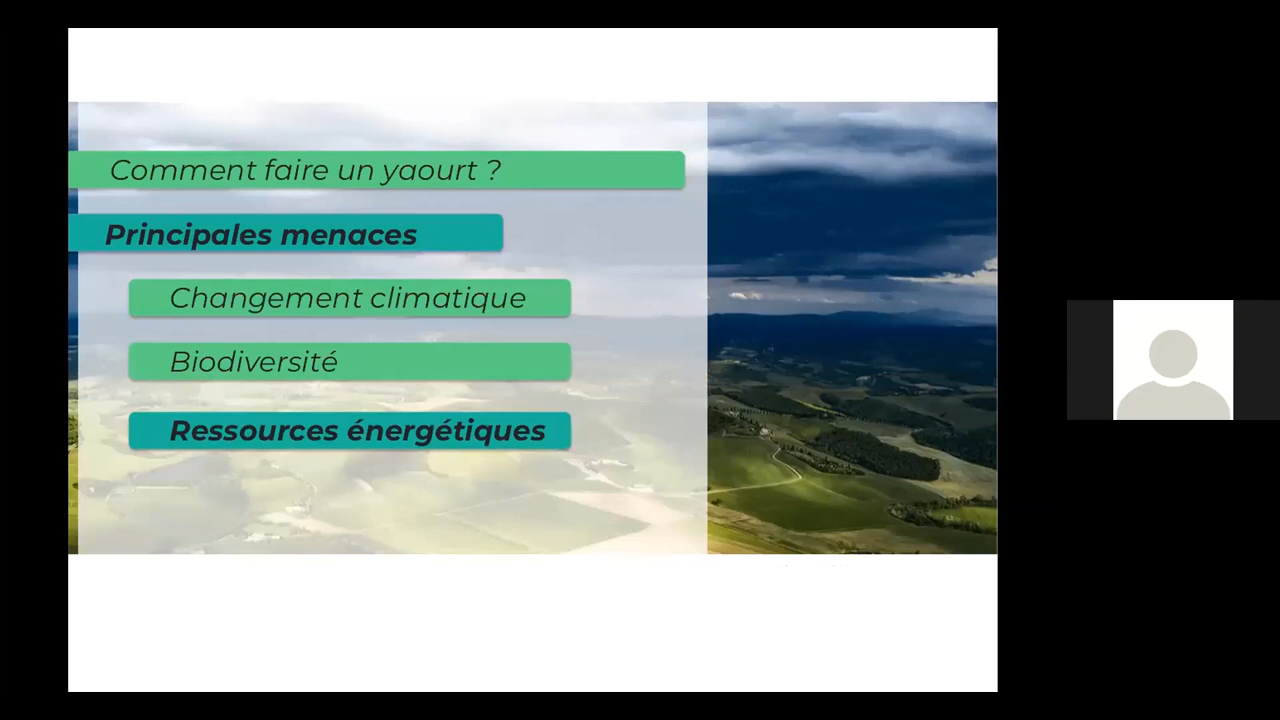 Comment faire un yaourt ?
Principales menaces
Changement climatique
Biodiversité
Ressources énergétiques